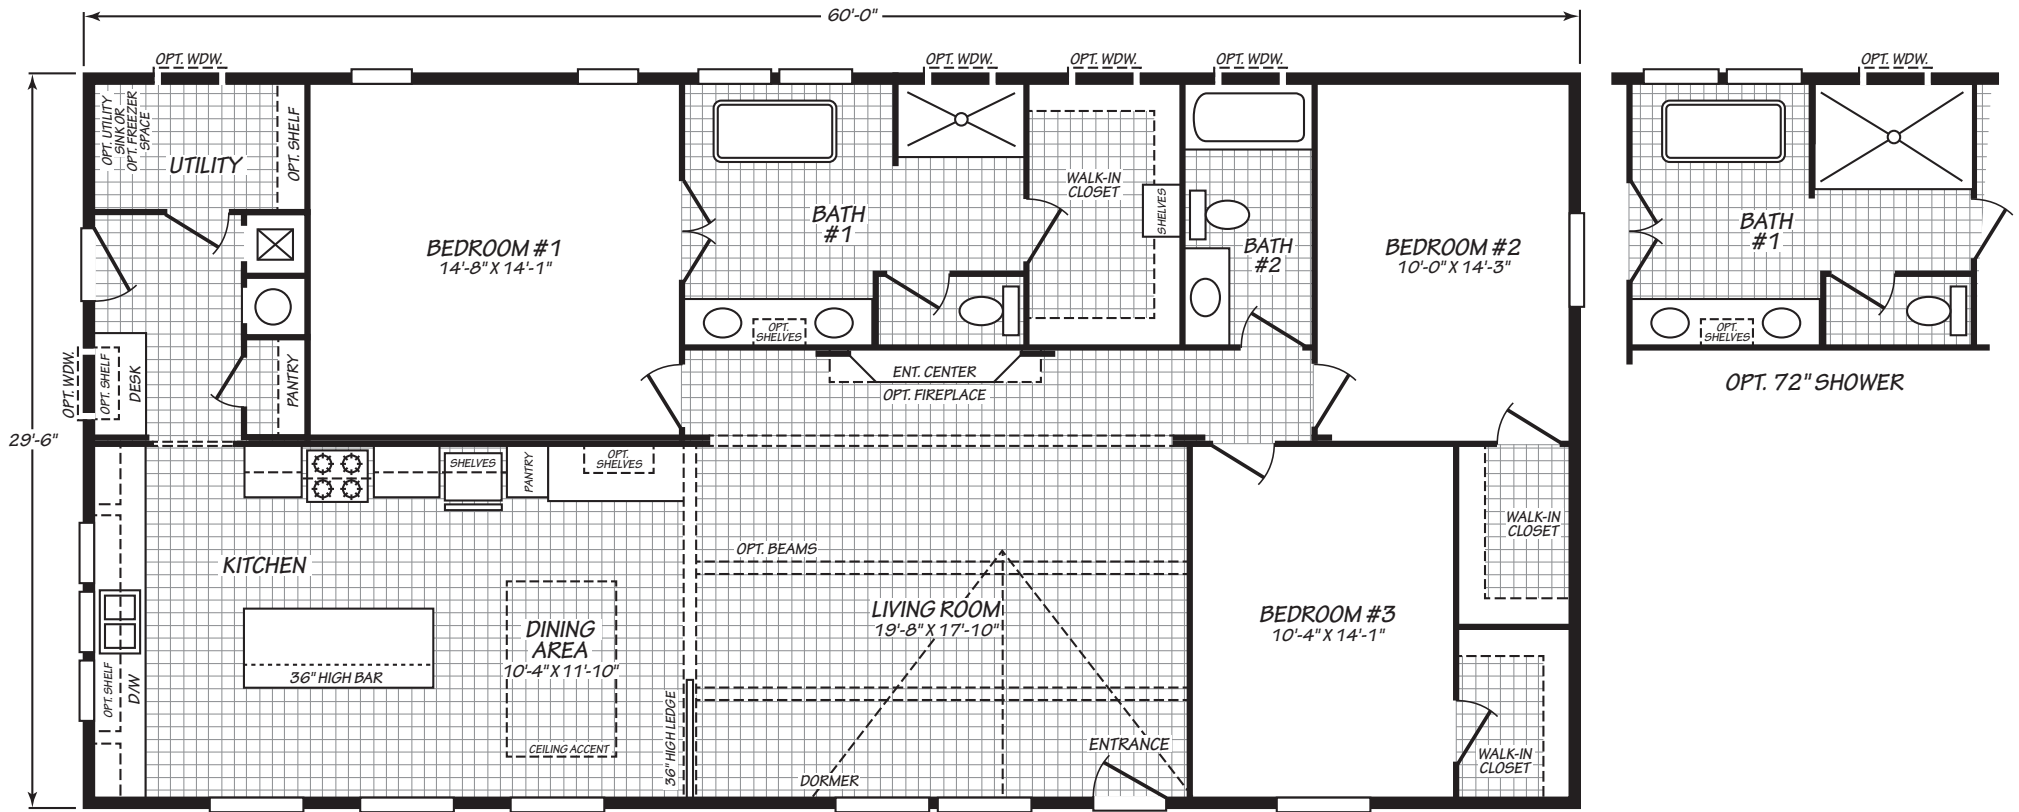 60'-0"
OPT. WDW.
OPT. WDW.
OPT. WDW.
OPT. WDW.
OPT. WDW.
29'-6"
OPT. UTILITY
SINK OR
OPT. FREEZER
SPACE
UTILITY
OPT. SHELF
BEDROOM #1
14'-8" X 14'-1"
BATH
#1
OPT.
SHELVES
WALK-IN
CLOSET
SHELVES
BATH
#2
BEDROOM #2
10'-0" X 14'-3"
BATH
#1
OPT.
SHELVES
OPT. 72" SHOWER
OPT. WDW.
OPT. SHELF
DESK
PANTRY
ENT. CENTER
OPT. FIREPLACE
SHELVES
PANTRY
OPT.
SHELVES
KITCHEN
36" HIGH BAR
OPT. SHELF
D/W
DINING
AREA
10'-4" X 11'-10"
CEILING ACCENT
36" HIGH LEDGE
OPT. BEAMS
LIVING ROOM
19'-8" X 17'-10"
DORMER
ENTRANCE
BEDROOM #3
10'-4" X 14'-1"
WALK-IN
CLOSET
WALK-IN
CLOSET